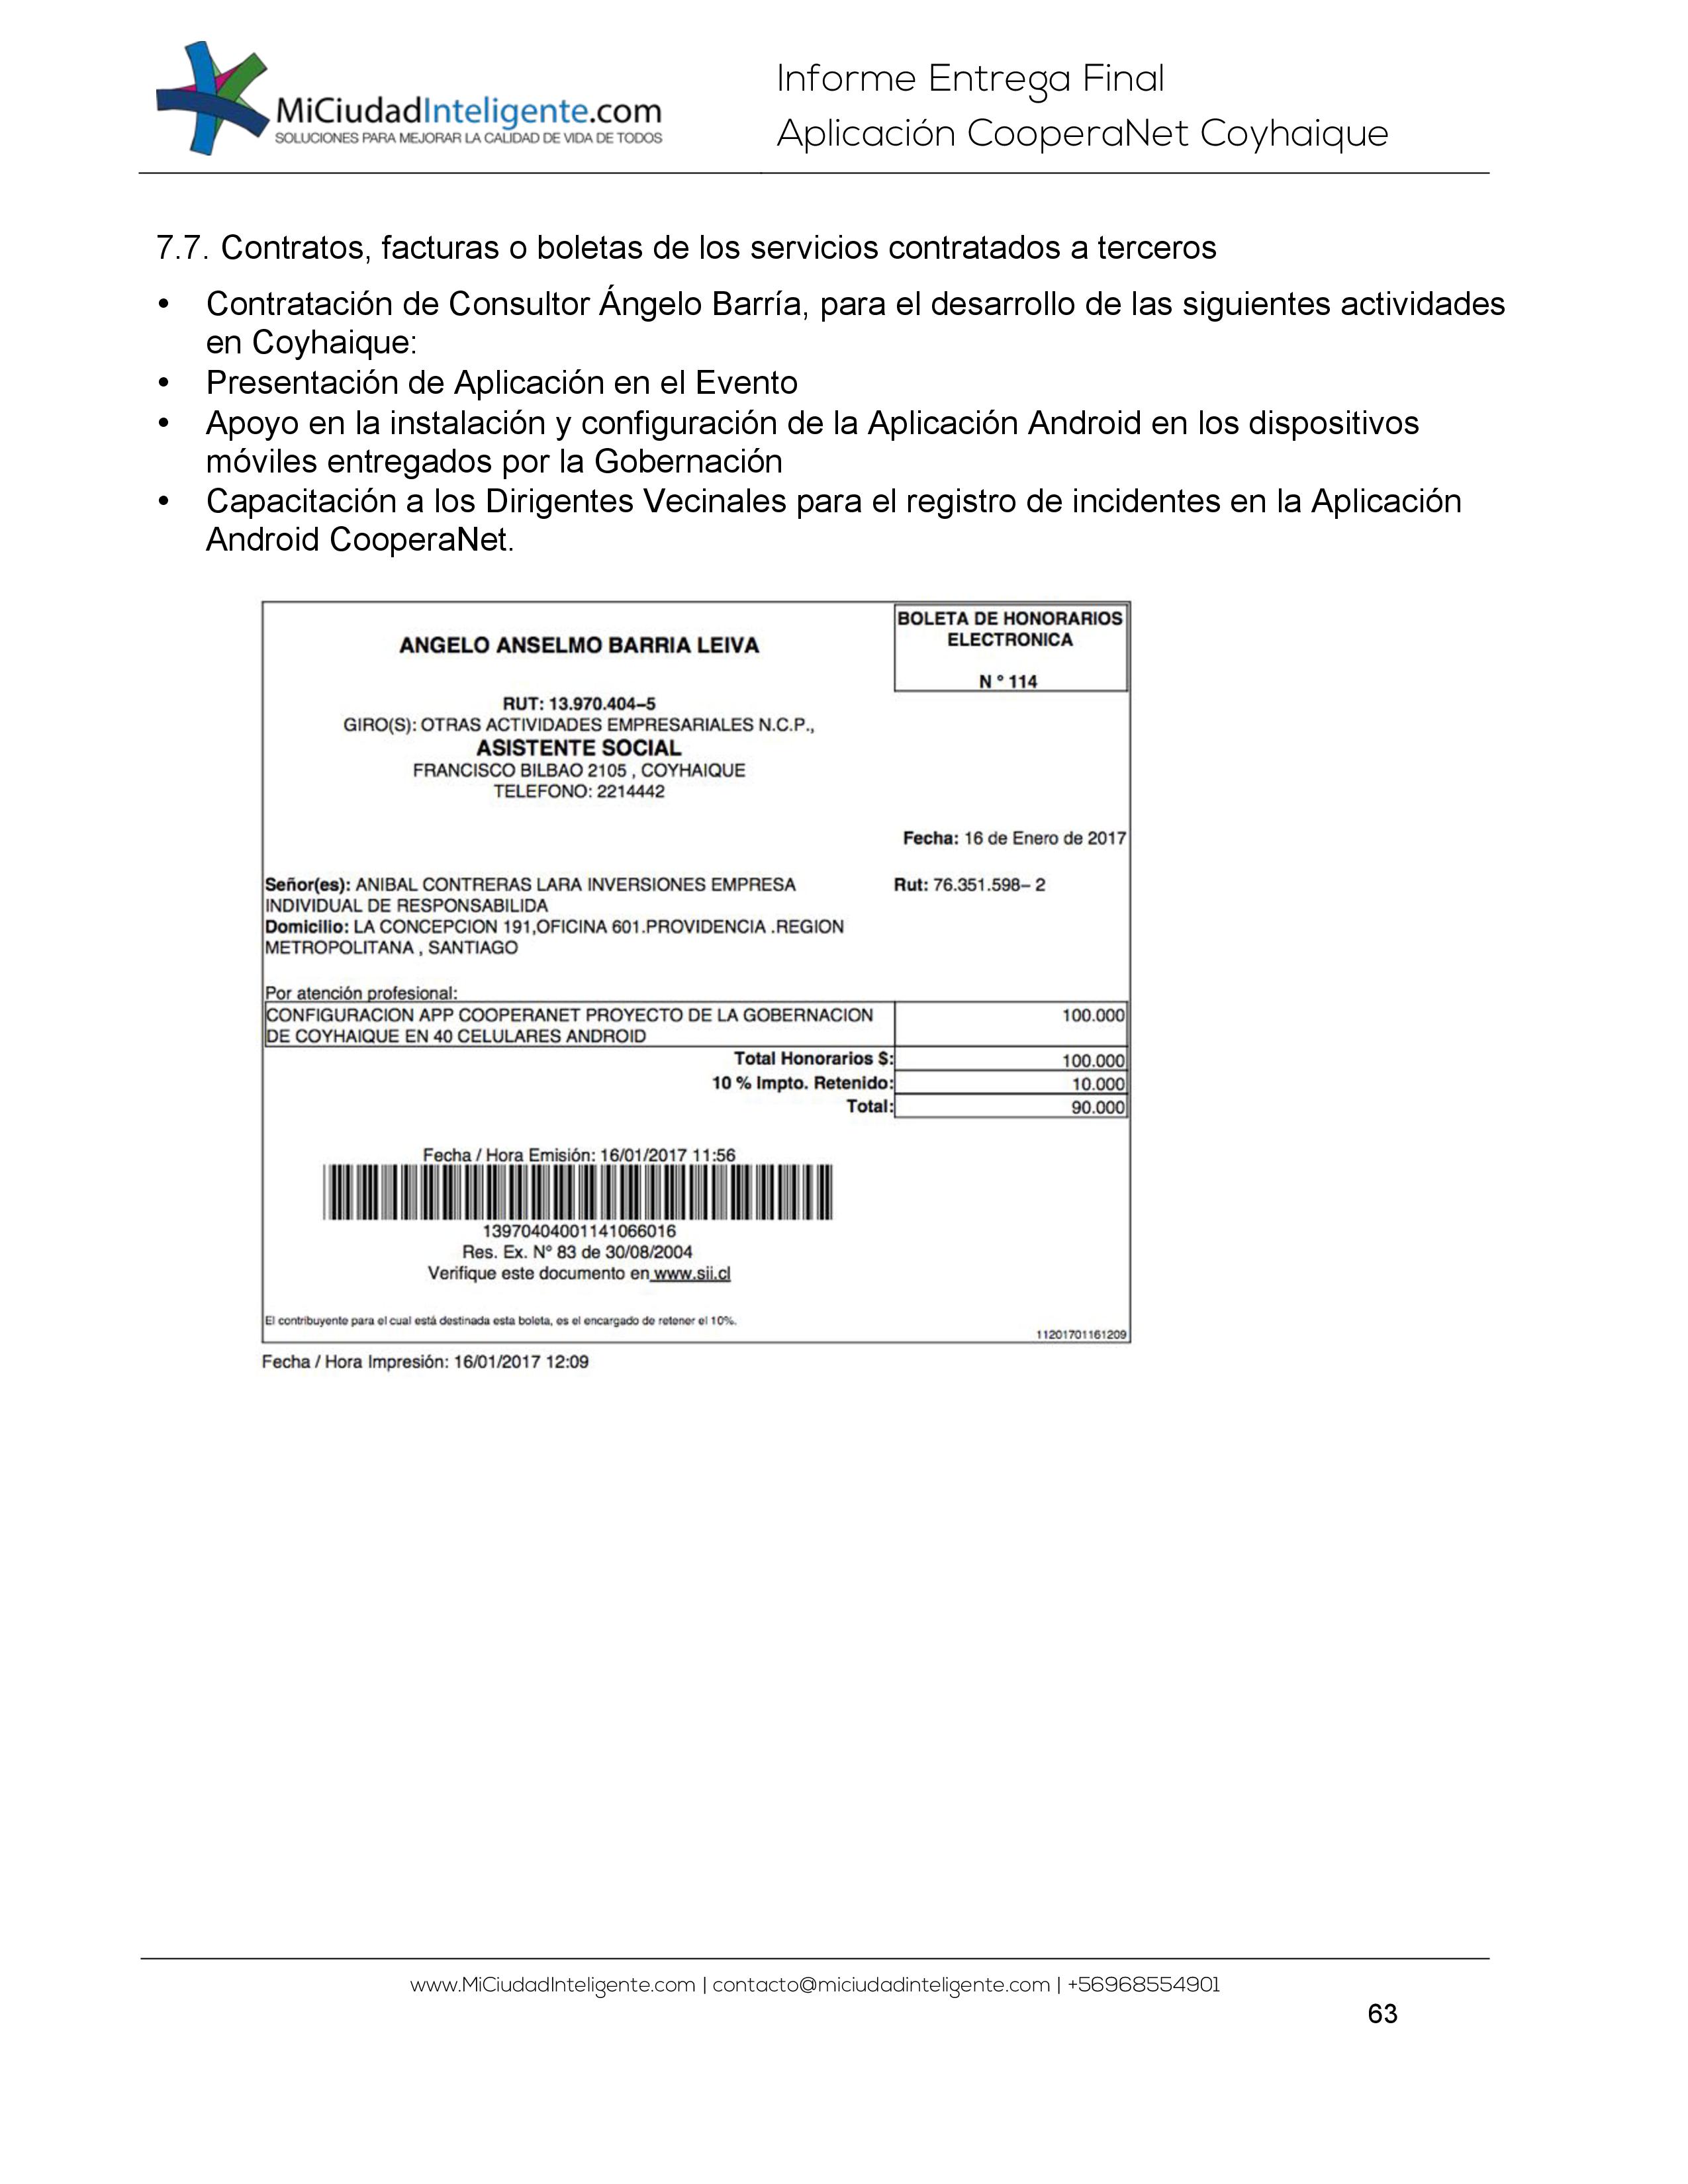 MiCiudadInteligente.com
SOLUCIONES PARA MEJORAR LA CALIDAD DE VIDA DE TODOS
Informe Entrega Final
Aplicación CooperaNet Coyhaique
7.7. Contratos, facturas o boletas de los servicios contratados a terceros
• Contratación de Consultor Ángelo Barría, para el desarrollo de las siguientes actividades
en Coyhaique:
• Presentación de Aplicación en el Evento
• Apoyo en la instalación y configuración de la Aplicación Android en los dispositivos
móviles entregados por la Gobernación
• Capacitación a los Dirigentes Vecinales para el registro de incidentes en la Aplicación
Android CooperaNet.
BOLETA DE HONORARIOS
ELECTRONICA
N ° 114
ANGELO ANSELMO BARRIA LEIVA
RUT: 13.970.404–5
GIRO(S): OTRAS ACTIVIDADES EMPRESARIALES N.C.P.,
ASISTENTE SOCIAL
FRANCISCO BILBAO 2105 , COYHAIQUE
TELEFONO: 2214442
Fecha: 16 de Enero de 2017
Señor(es): ANIBAL CONTRERAS LARA INVERSIONES EMPRESA
INDIVIDUAL DE RESPONSABILIDA
Rut: 76.351.598– 2
Domicilio: LA CONCEPCION 191,OFICINA 601.PROVIDENCIA .REGION
METROPOLITANA , SANTIAGO
Por atención profesional:
CONFIGURACION APP COOPERANET PROYECTO DE LA GOBERNACION
DE COYHAIQUE EN 40 CELULARES ANDROID
100.000
Total Honorarios $: 100.000
10 % Impto. Retenido: 10.000
Total: 90.000
Fecha / Hora Emisión: 16/01/2017 11:56
13970404001141066016
Res. Ex. Nº 83 de 30/08/2004
Verifique este documento en www.sii.cl
El contribuyente para el cual está destinada esta boleta, es el encargado de retener el 10%.
11201701161209
Fecha / Hora Impresión: 16/01/2017 12:09
www.MiCiudadInteligente.com | contacto@miciudadinteligente.com | +56968554901
63